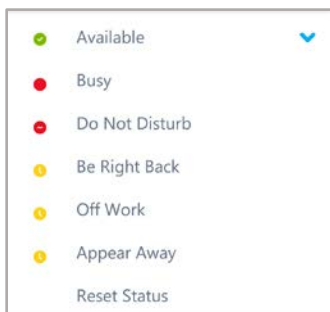 Available
Busy
Do Not Disturb
Be Right Back
Off Work
Appear Away
Reset Status